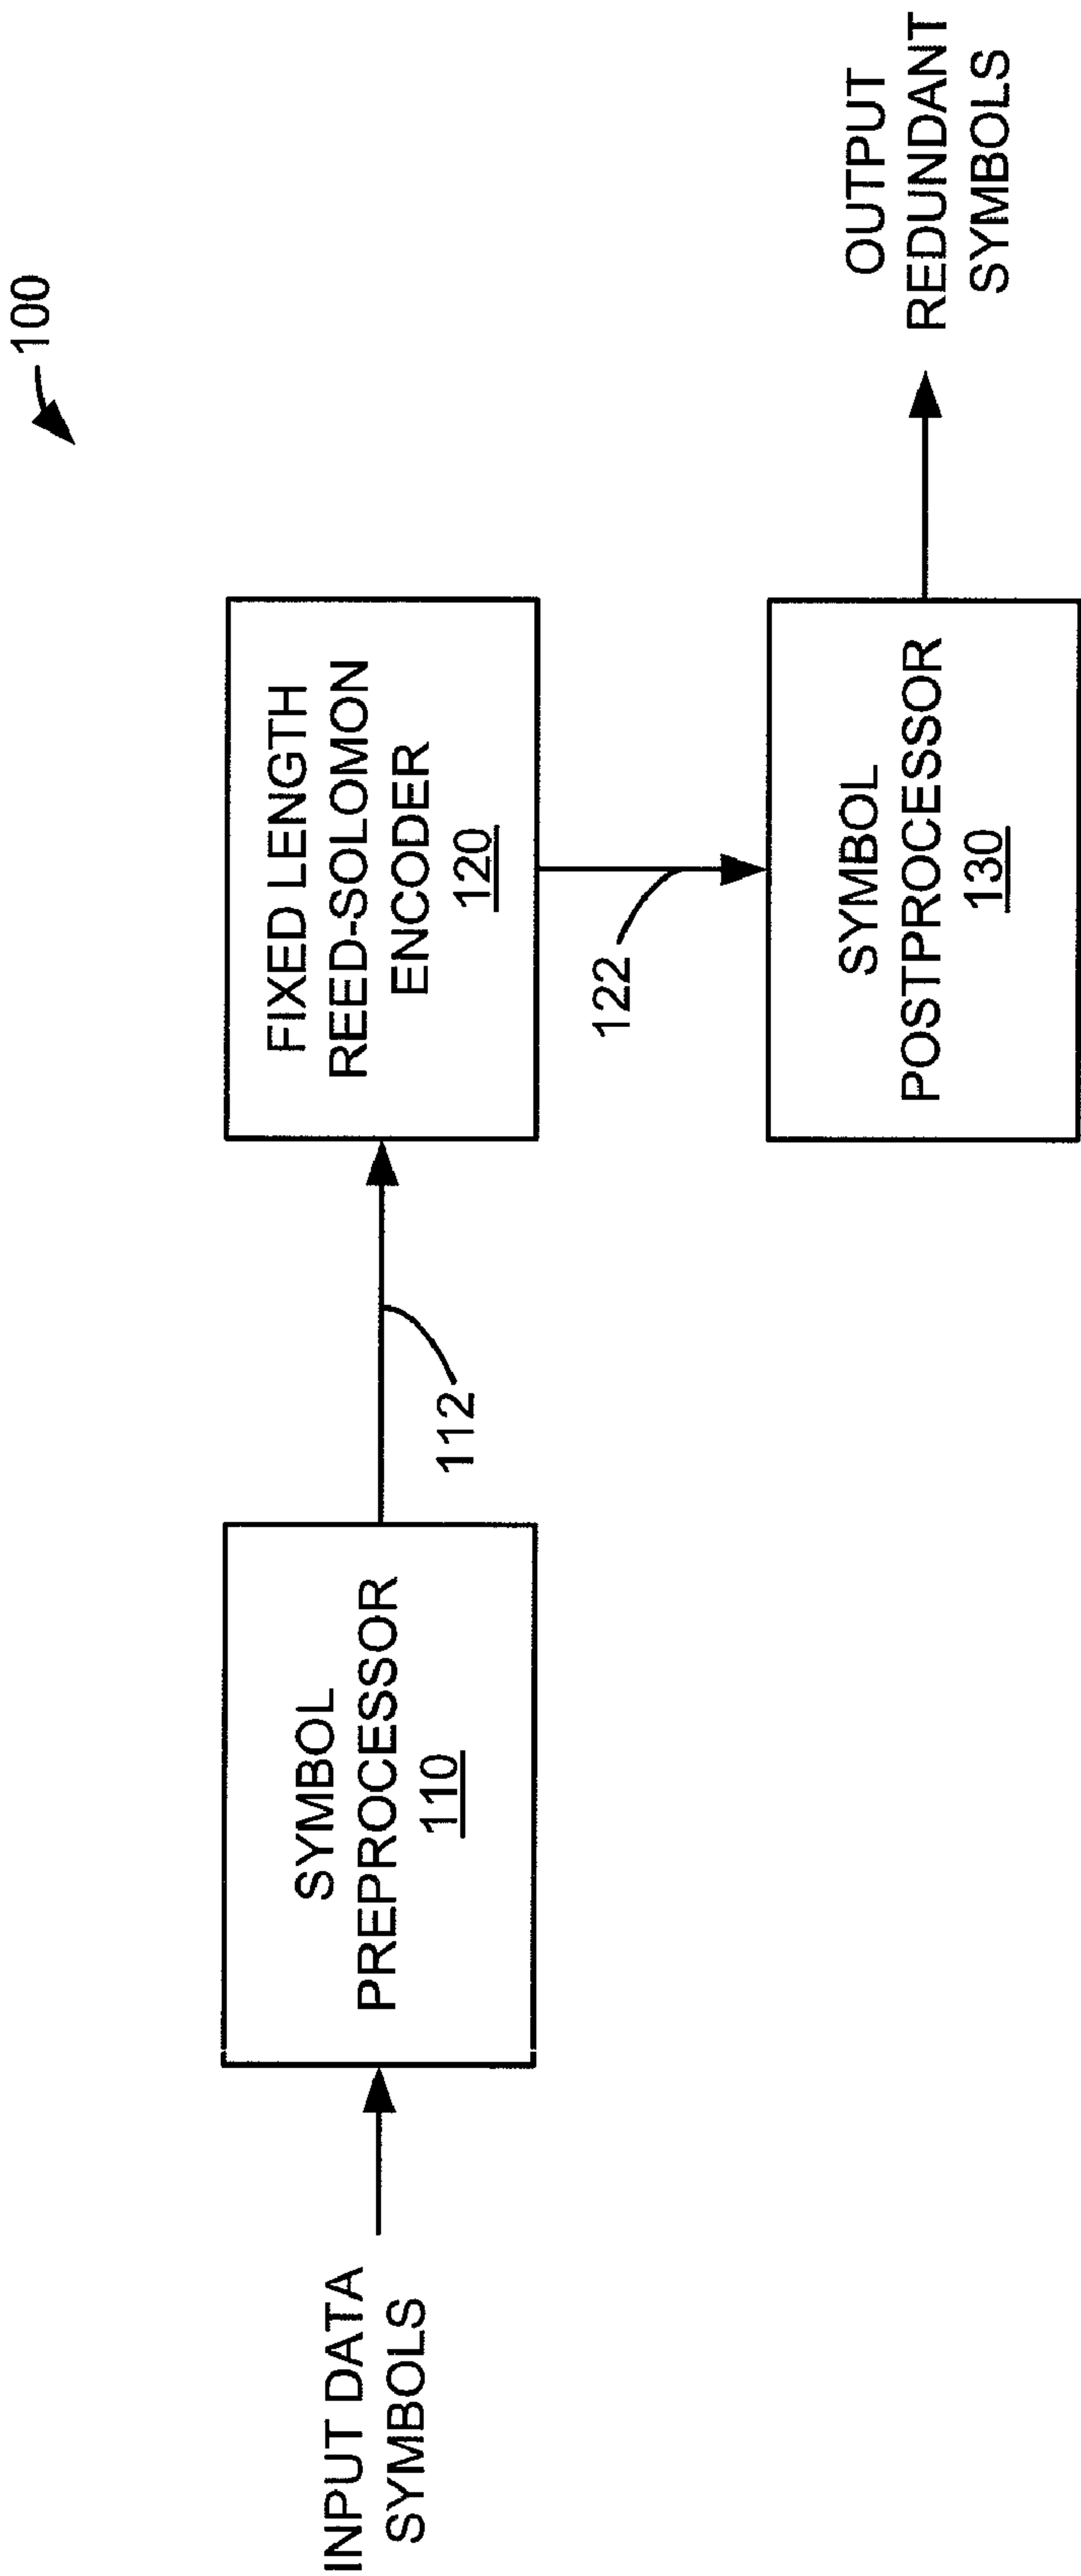 100
INPUT DATA
SYMBOLS
SYMBOL
PREPROCESSOR
110
112
FIXED LENGTH
REED-SOLOMON
ENCODER
120
122
SYMBOL
POSTPROCESSOR
130
OUTPUT
REDUNDANT
SYMBOLS